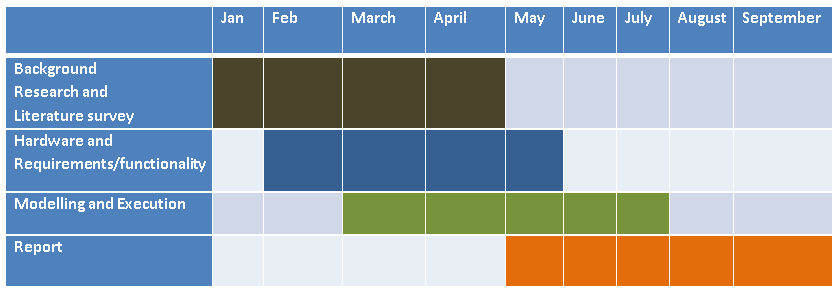 Jan Feb March April May June July August September
Background
Research and
Literature survey
Hardware and
Requirements/functionality
Modelling and Execution
Report